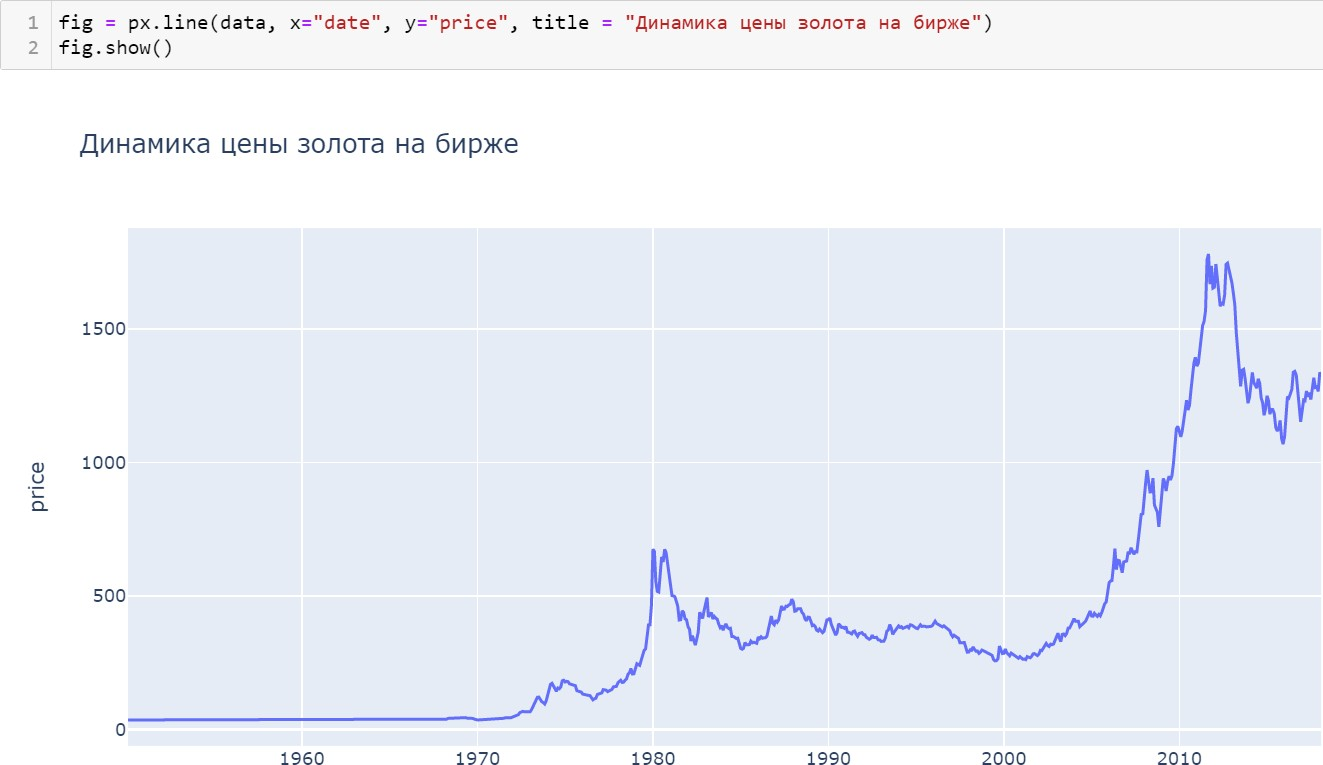 1 fig = px.line(data, x="date", y="price", title = "Динамика цены золота на бирже")
2 fig.show()
Динамика цены золота на бирже
1500
1000
500
0
price
1960 1970 1980 1990 2000 2010